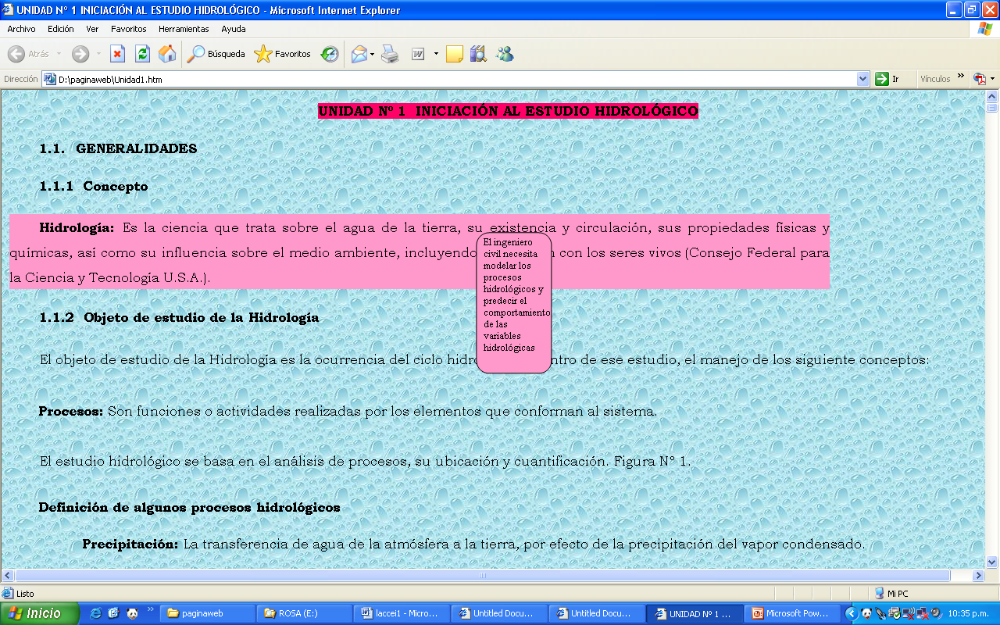 UNIDAD Nº 1 INICIACIÓN AL ESTUDIO HIDROLÓGICO - Microsoft Internet Explorer
Archivo Edición Ver Favoritos Herramientas Ayuda
Atrás Búsqueda Favoritos
Dirección D:\paginaweb\Unidad1.htm Ir Vínculos »
UNIDAD Nº 1 INICIACIÓN AL ESTUDIO HIDROLÓGICO
1.1. GENERALIDADES
1.1.1 Concepto
Hidrología: Es la ciencia que trata sobre el agua de la tierra, su existencia y circulación, sus propiedades físicas y
químicas, así como su influencia sobre el medio ambiente, incluyendo con los seres vivos (Consejo Federal para
la Ciencia y Tecnología U.S.A.).
El ingeniero
civil necesita
modelar los
procesos
hidrológicos y
predecir el
comportamiento
de las
variables
hidrológicas
1.1.2 Objeto de estudio de la Hidrología
El objeto de estudio de la Hidrología es la ocurrencia del ciclo de ese estudio, el manejo de los siguiente conceptos:
Procesos: Son funciones o actividades realizadas por los elementos que conforman al sistema.
El estudio hidrológico se basa en el análisis de procesos, su ubicación y cuantificación. Figura Nº 1.
Definición de algunos procesos hidrológicos
Precipitación: La transferencia de agua de la atmósfera a la tierra, por efecto de la precipitación del vapor condensado.
Listo Mi PC
Inicio » paginaweb ROSA (E:) laccei1 - Micro... Untitled Docu... Untitled Docu... UNIDAD Nº 1 ... Microsoft Pow... 10:35 p.m.